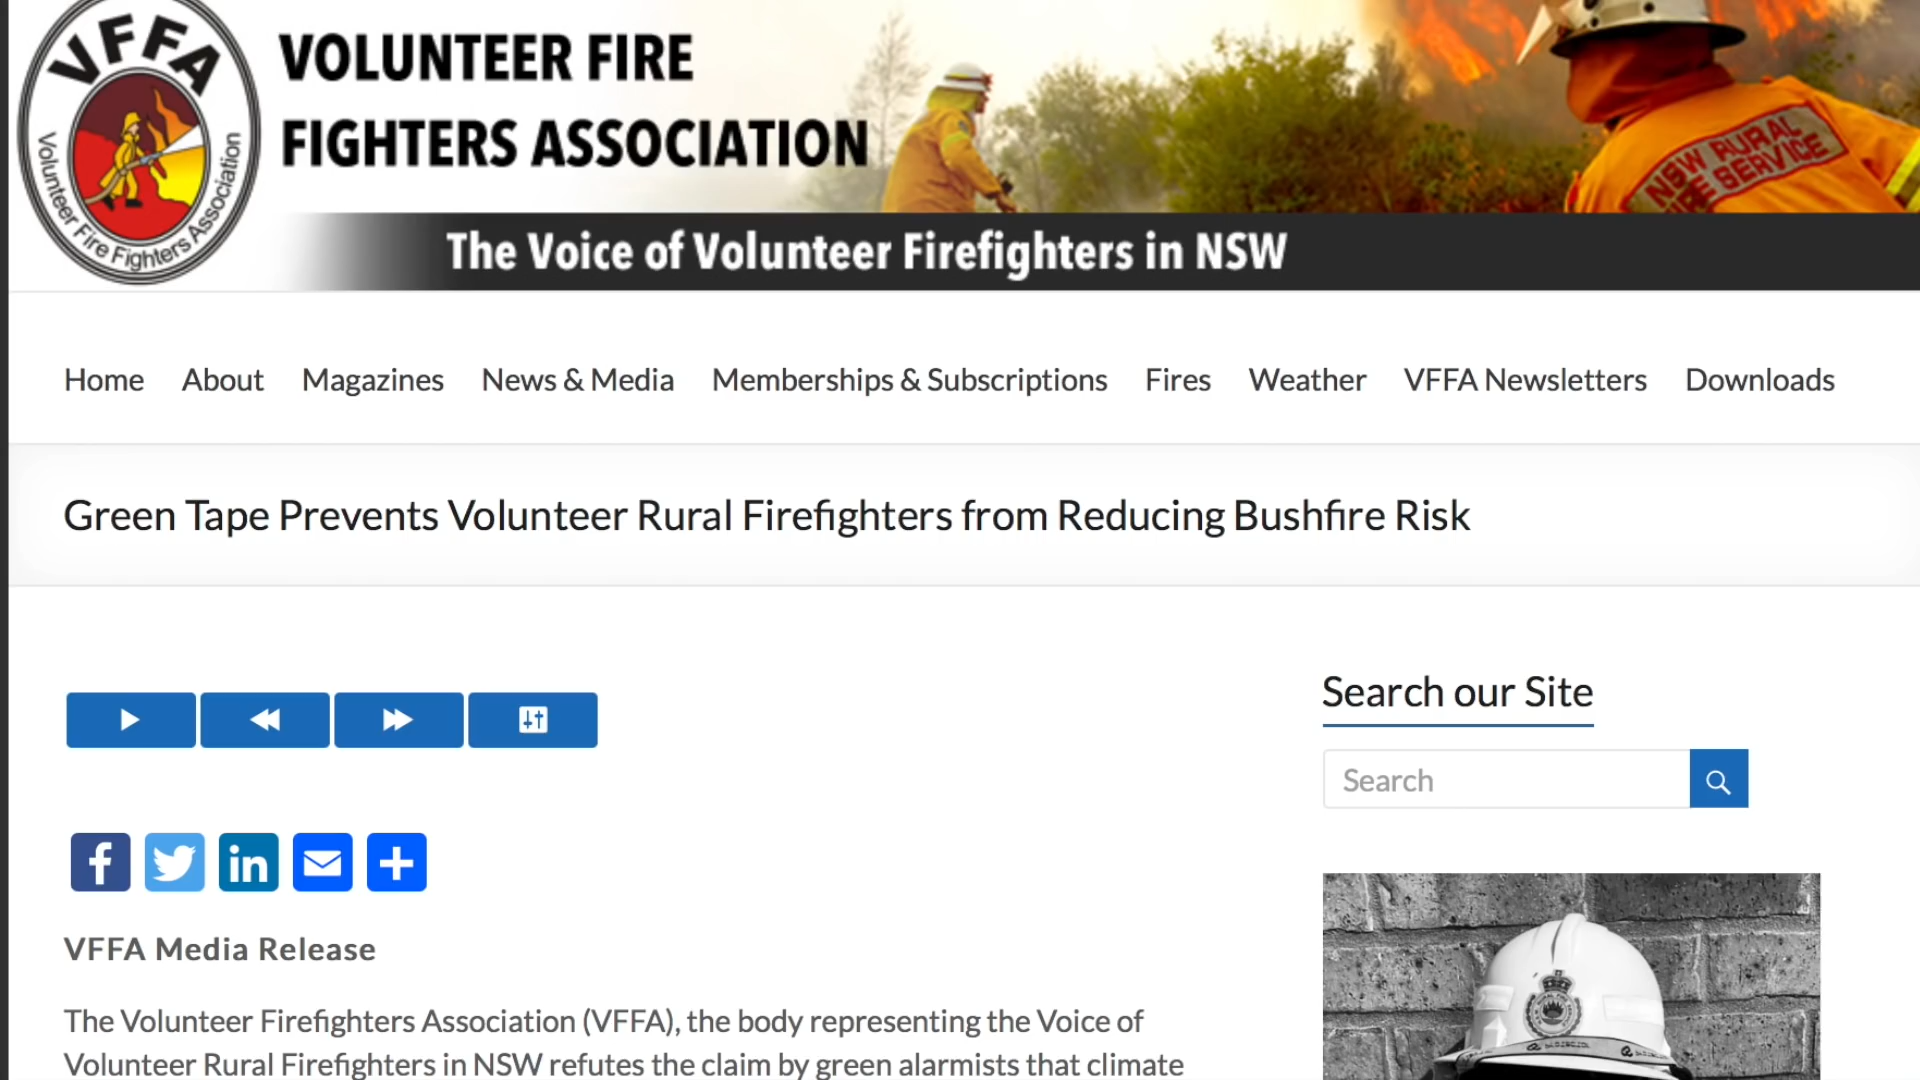 VFFA
Volunteer Fire Fighters Association
VOLUNTEER FIRE
FIGHTERS ASSOCIATION
NSW RURAL
FIRE SERVICE
The Voice of Volunteer Firefighters in NSW
Home About Magazines News & Media Memberships & Subscriptions Fires Weather VFFA Newsletters Downloads
Green Tape Prevents Volunteer Rural Firefighters from Reducing Bushfire Risk
Search our Site
Search
VFFA Media Release
The Volunteer Firefighters Association (VFFA), the body representing the Voice of
Volunteer Rural Firefighters in NSW refutes the claim by green alarmists that climate